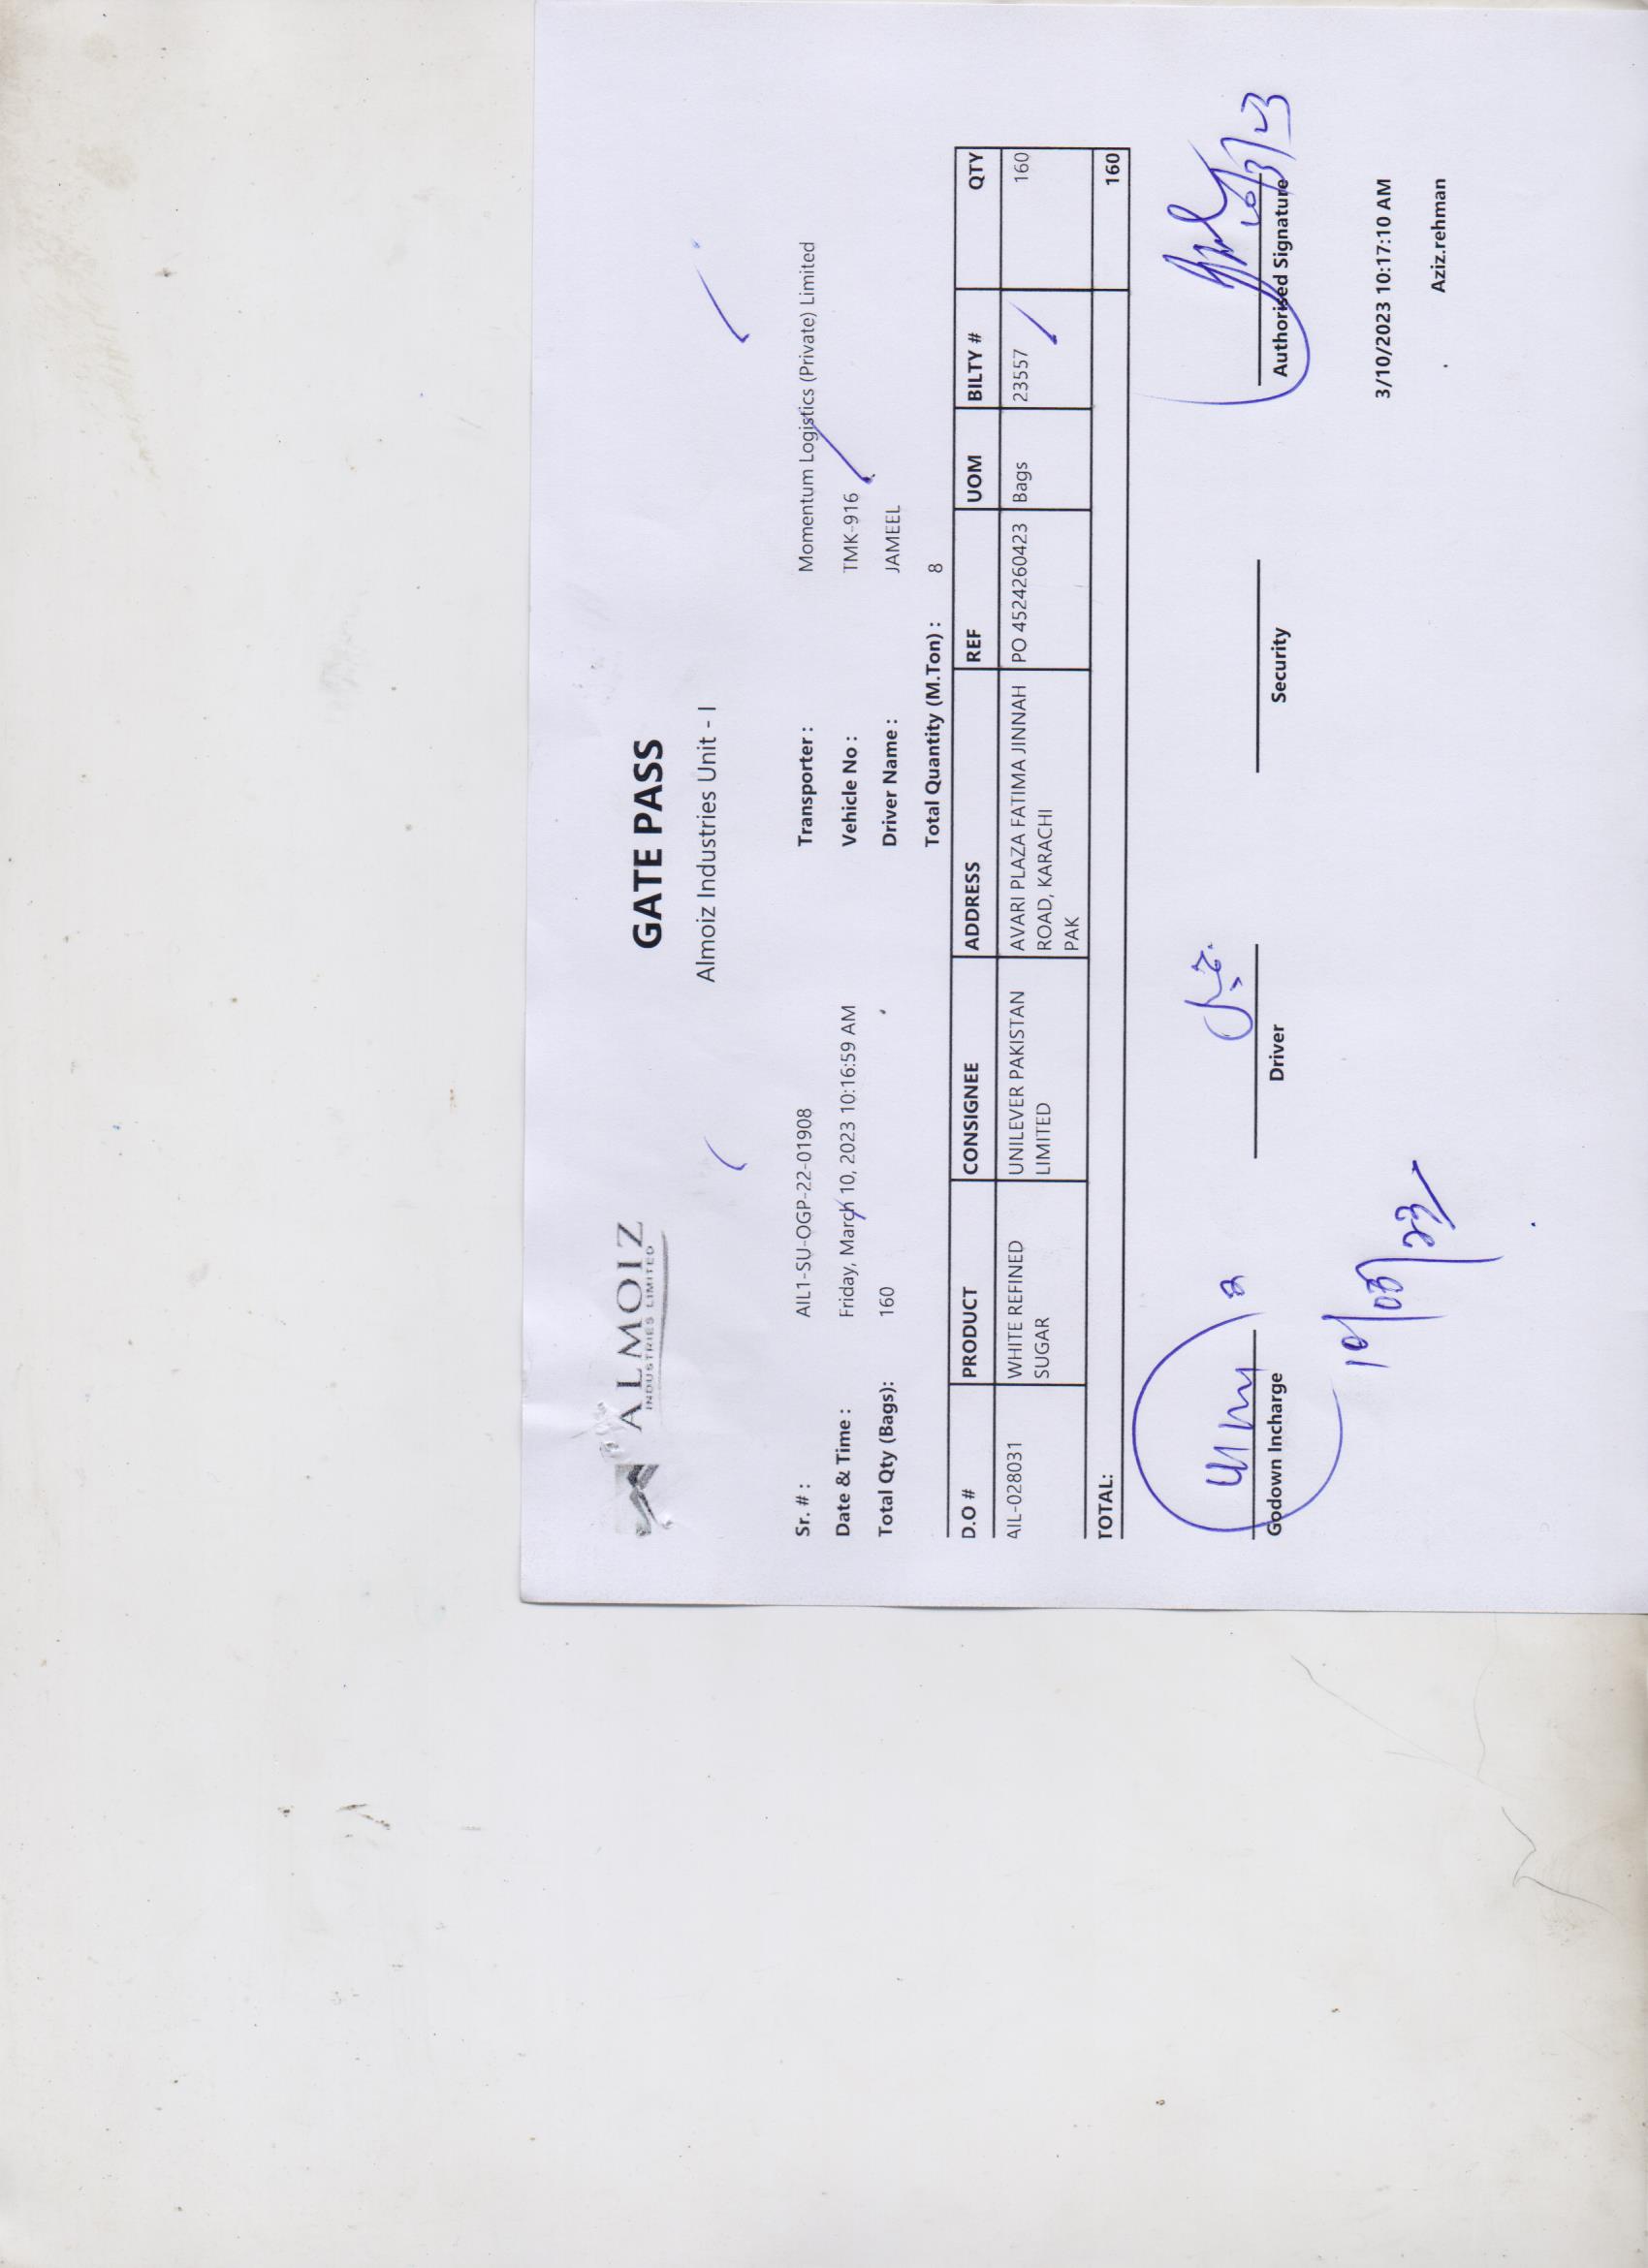 ALMOIZ
INDUSTRIES LIMITED
GATE PASS
Almoiz Industries Unit - I
Sr. # : AIL1-SU-OGP-22-01908
Transporter : Momentum Logistics (Private) Limited
Date & Time : Friday, March 10, 2023 10:16:59 AM
Vehicle No : TMK-916
Total Qty (Bags): 160
Driver Name : JAMEEL
Total Quantity (M.Ton) : 8
D.O # PRODUCT CONSIGNEE ADDRESS REF UOM BILTY # QTY
AIL-028031 WHITE REFINED UNILEVER PAKISTAN AVARI PLAZA FATIMA JINNAH PO 4524260423 Bags 23557 160
SUGAR LIMITED ROAD, KARACHI
PAK
TOTAL: 160
جمیل
10/3/23
Godown Incharge Driver Security Authorised Signature
10/03/23
3/10/2023 10:17:10 AM
Aziz.rehman